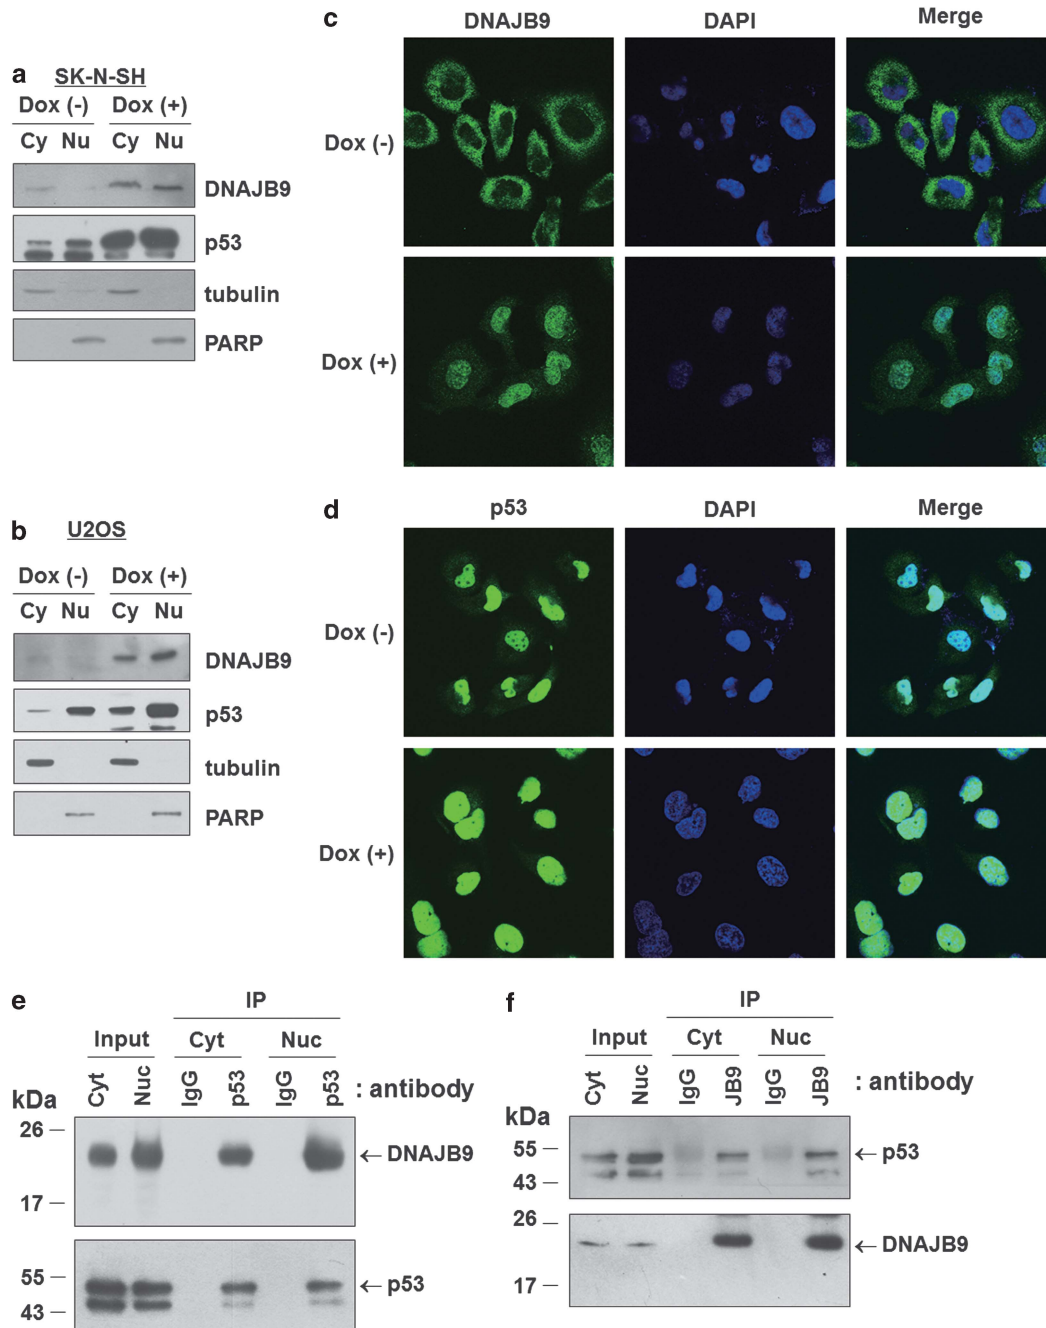 a
SK-N-SH
Dox (-) Dox (+)
Cy Nu Cy Nu
DNAJB9
p53
tubulin
PARP
b
U2OS
Dox (-) Dox (+)
Cy Nu Cy Nu
DNAJB9
p53
tubulin
PARP
c
DNAJB9 DAPI Merge
Dox (-)
Dox (+)
d
p53 DAPI Merge
Dox (-)
Dox (+)
e
IP
Input Cyt Nuc
Cyt Nuc IgG p53 IgG p53 : antibody
kDa
26
← DNAJB9
17
55
← p53
43
f
IP
Input Cyt Nuc
Cyt Nuc IgG JB9 IgG JB9 : antibody
kDa
55
← p53
43
26
← DNAJB9
17